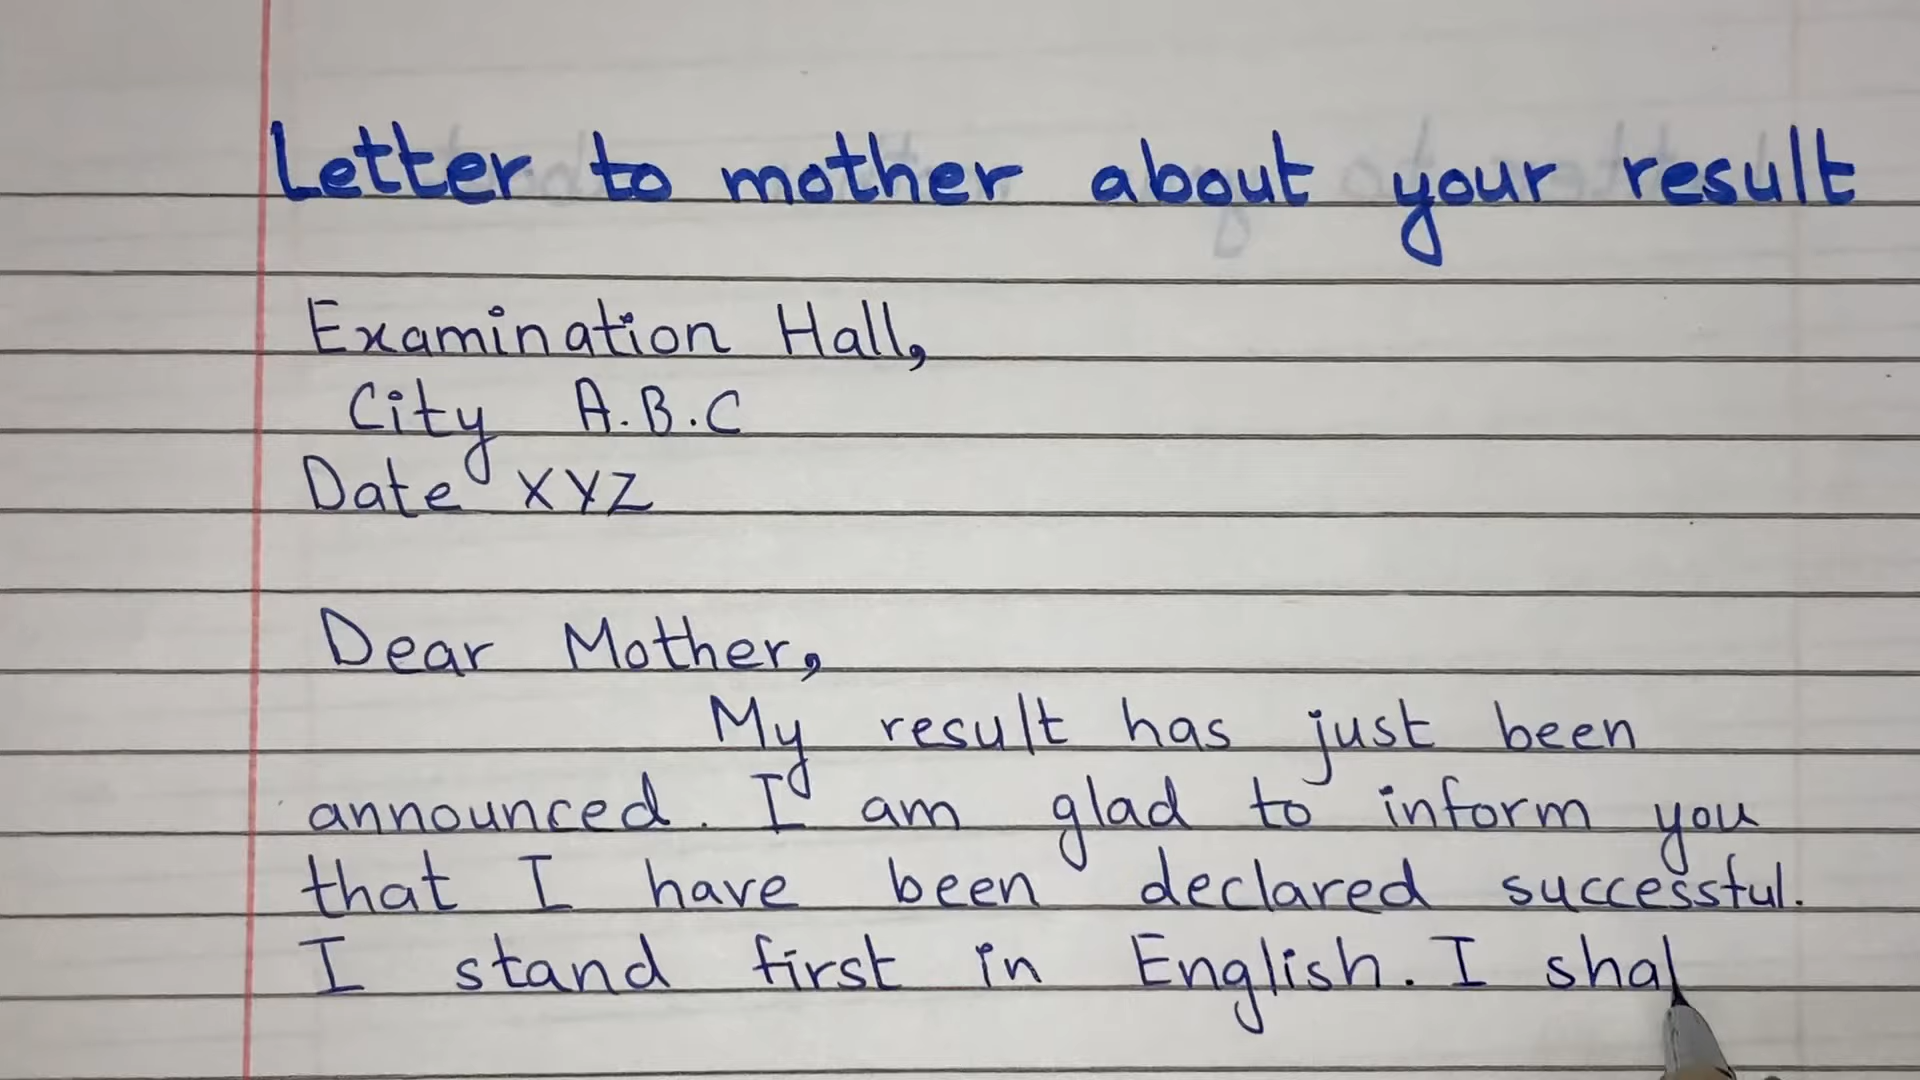 Letter to mother about your result
Examination Hall,
City A.B.C
Date XYZ
Dear Mother,
My result has just been
announced. I am glad to inform you
that I have been declared successful.
I stand first in English. I shal